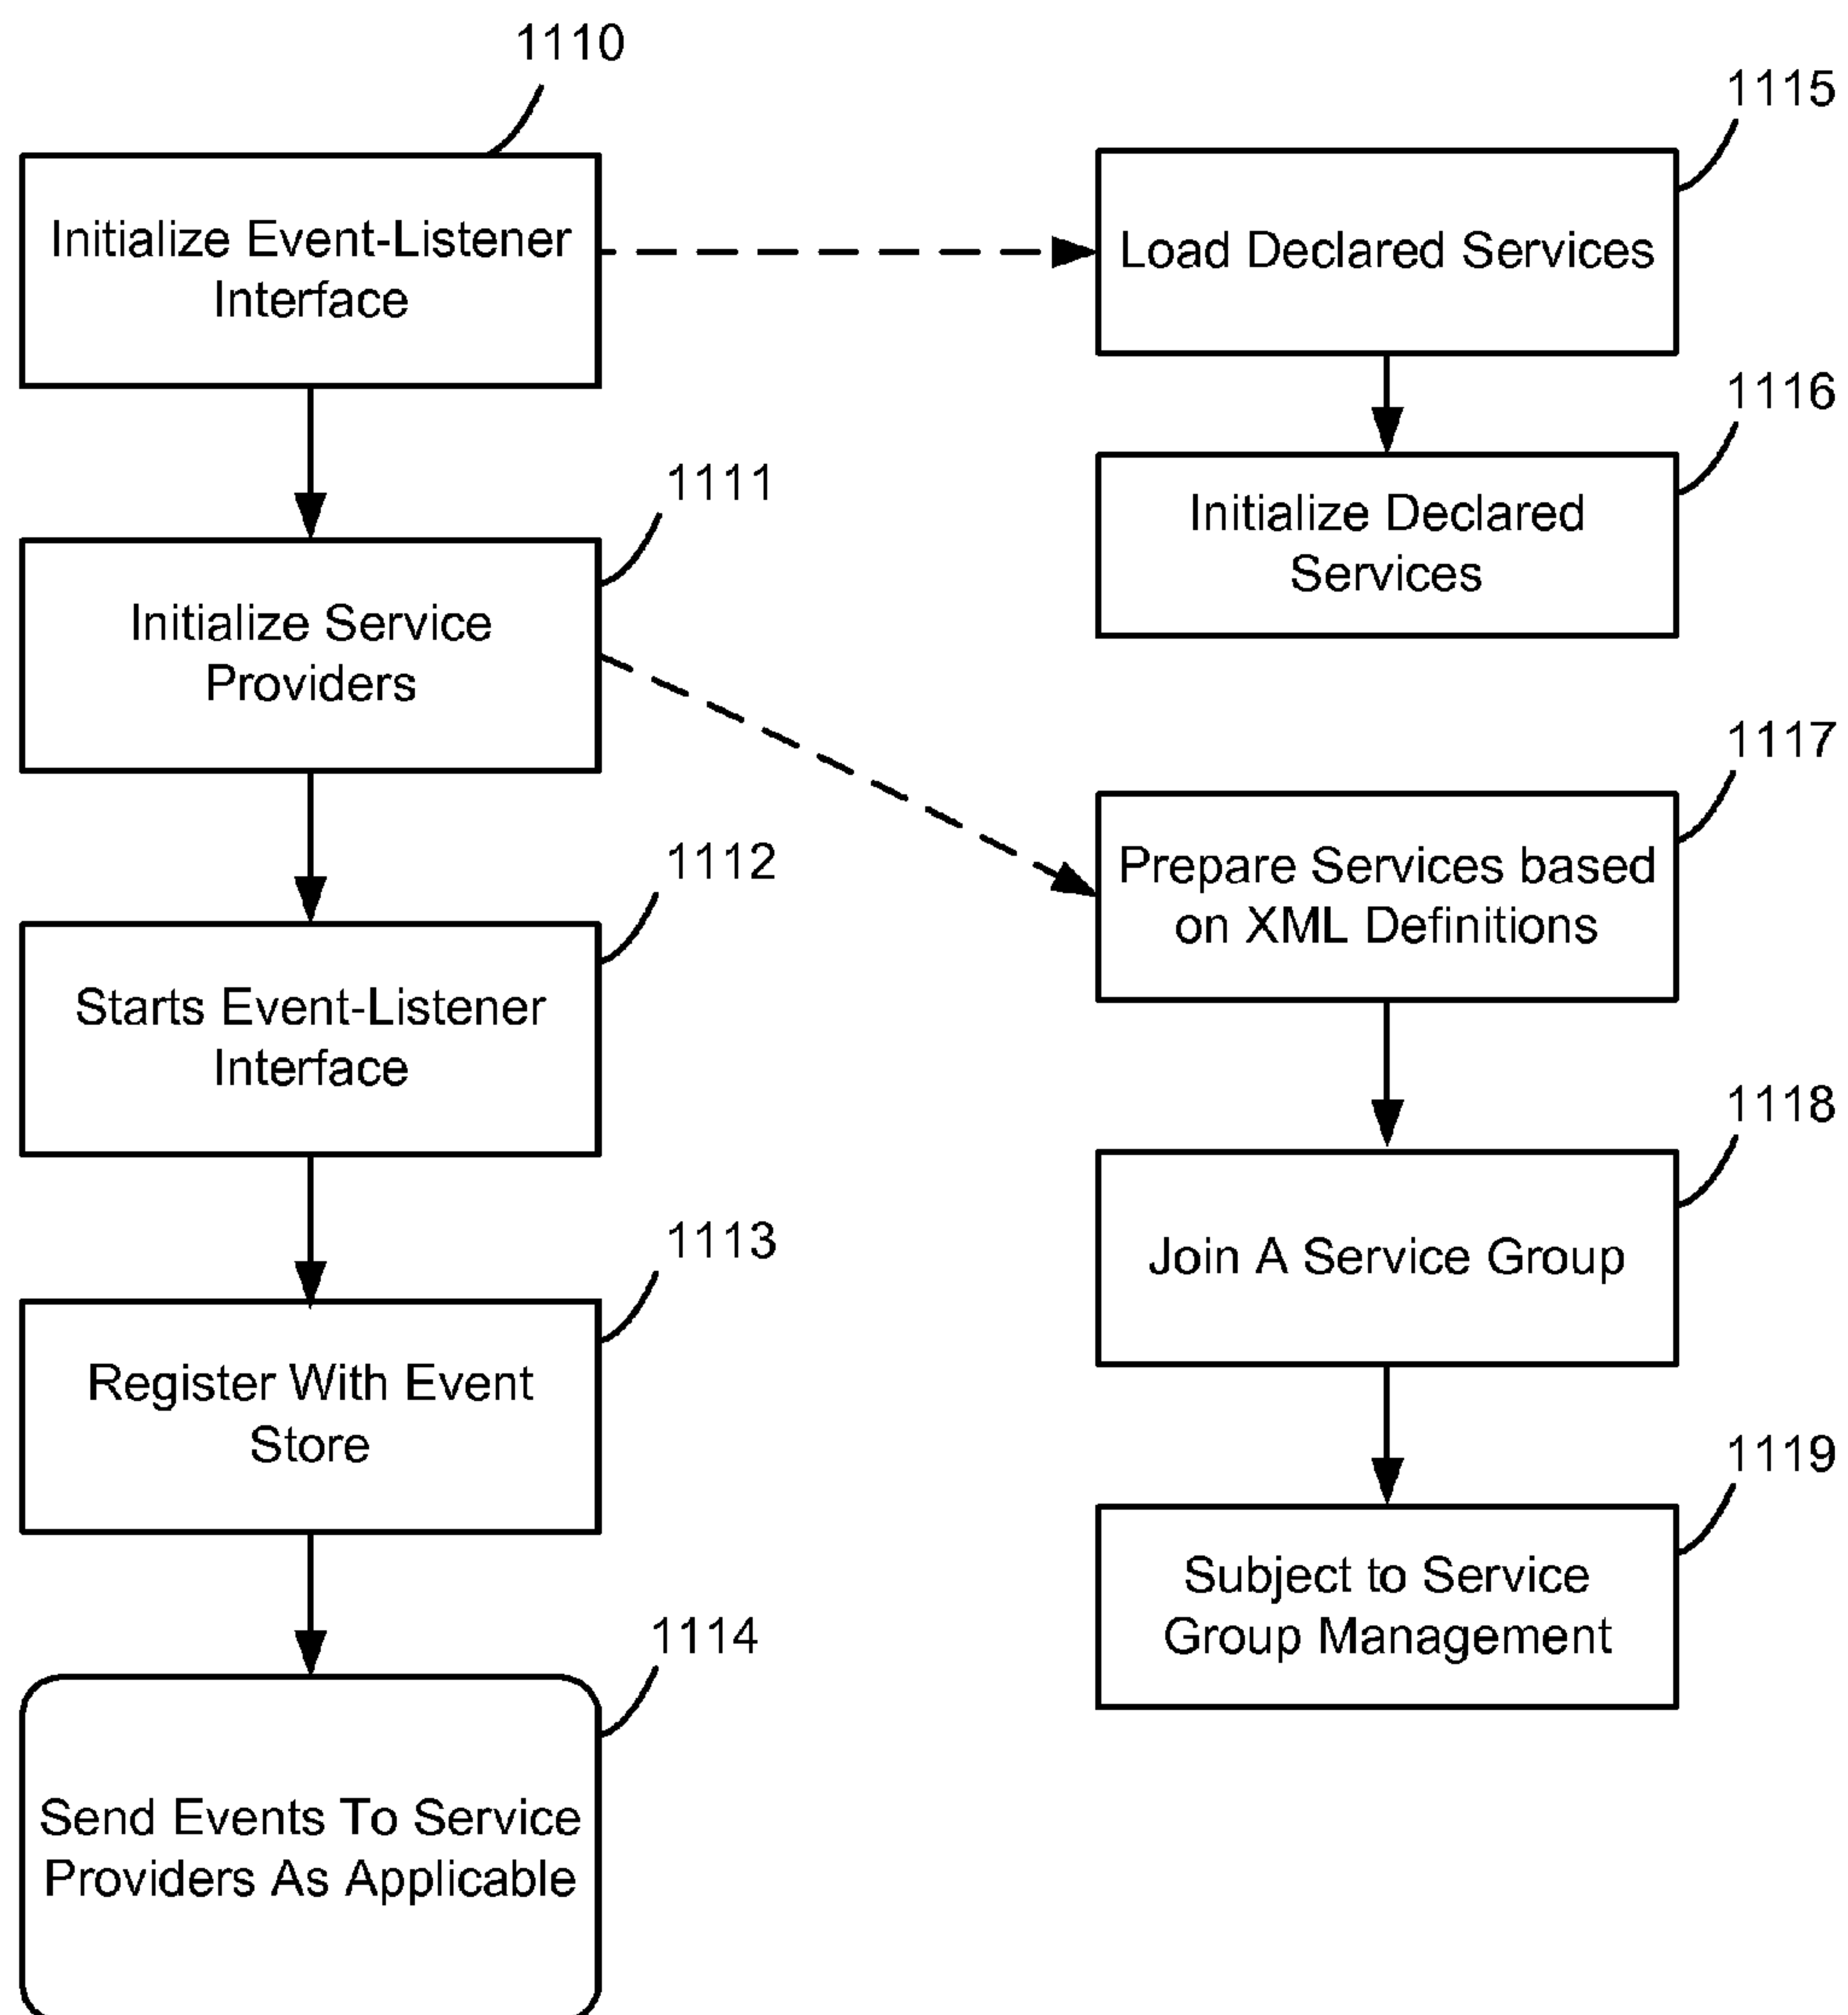 1110
Initialize Event-Listener
Interface
1111
Initialize Service
Providers
1112
Starts Event-Listener
Interface
1113
Register With Event
Store
1114
Send Events To Service
Providers As Applicable
1115
Load Declared Services
1116
Initialize Declared
Services
1117
Prepare Services based
on XML Definitions
1118
Join A Service Group
1119
Subject to Service
Group Management